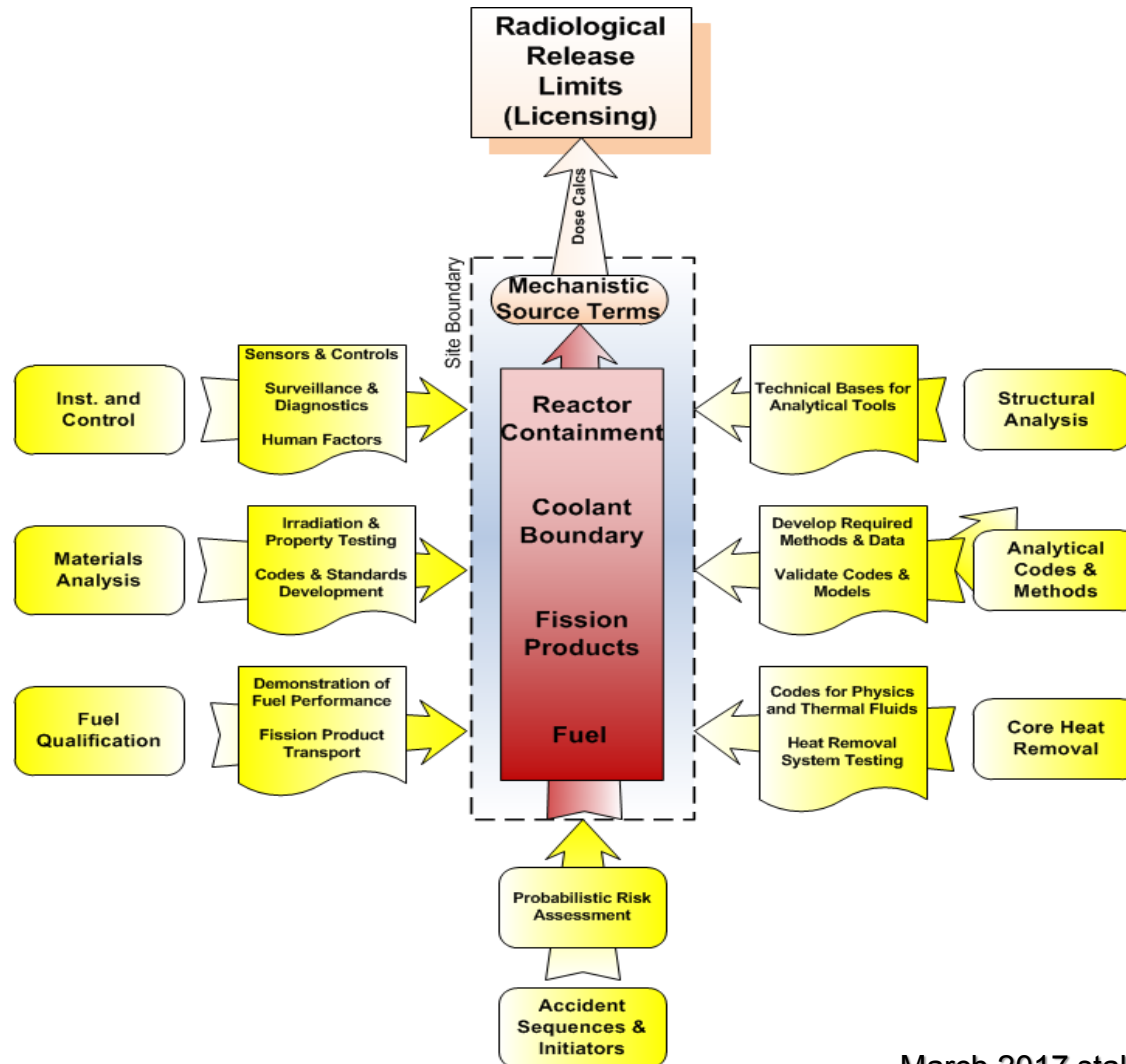 Radiological
Release
Limits
(Licensing)
Dose Calcs
Site Boundary
Mechanistic
Source Terms
Inst. and
Control
Sensors & Controls
Surveillance &
Diagnostics
Human Factors
Reactor
Containment
Technical Bases for
Analytical Tools
Structural
Analysis
Materials
Analysis
Irradiation &
Property Testing
Codes & Standards
Development
Coolant
Boundary
Develop Required
Methods & Data
Validate Codes &
Models
Analytical
Codes &
Methods
Fuel
Qualification
Demonstration of
Fuel Performance
Fission Product
Transport
Fission
Products
Fuel
Codes for Physics
and Thermal Fluids
Heat Removal
System Testing
Core Heat
Removal
Probabilistic Risk
Assessment
Accident
Sequences &
Initiators
March 2017